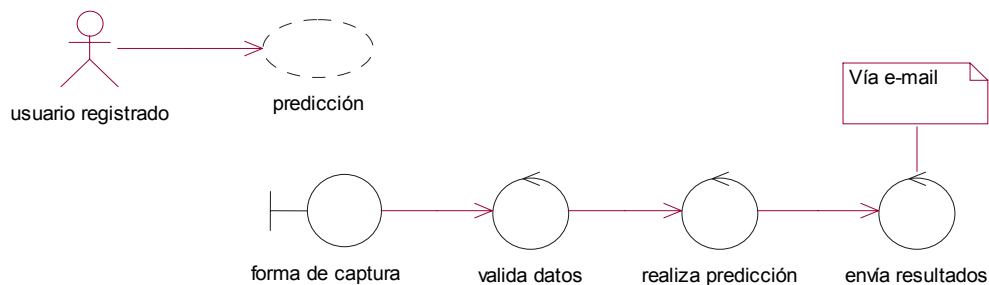 Vía e-mail
usuario registrado
predicción
forma de captura
valida datos
realiza predicción
envía resultados